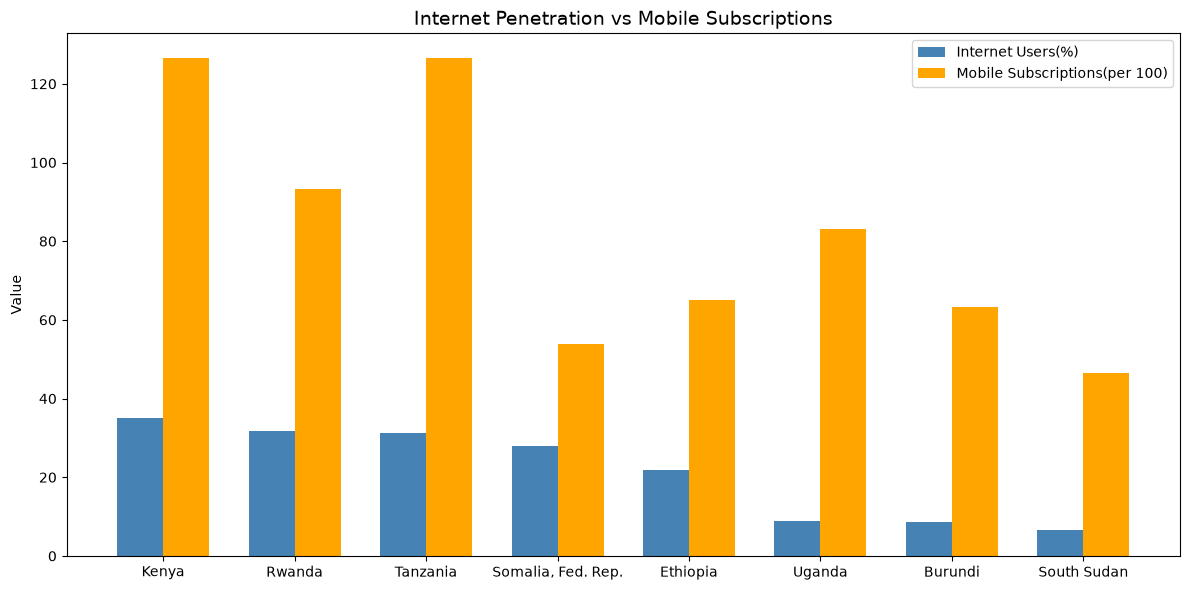 Internet Penetration vs Mobile Subscriptions
Internet Users(%)
Mobile Subscriptions(per 100)
Value
120
100
80
60
40
20
0
Kenya Rwanda Tanzania Somalia, Fed. Rep. Ethiopia Uganda Burundi South Sudan